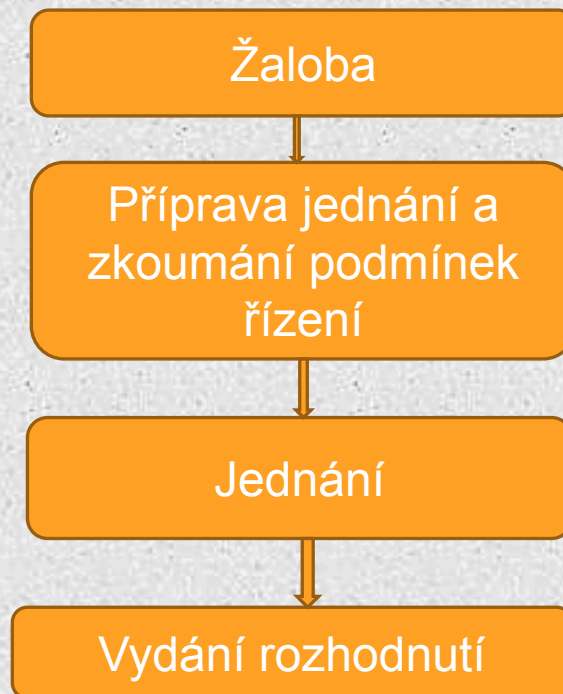 Žaloba
Příprava jednání a
zkoumání podmínek
řízení
Jednání
Vydání rozhodnutí